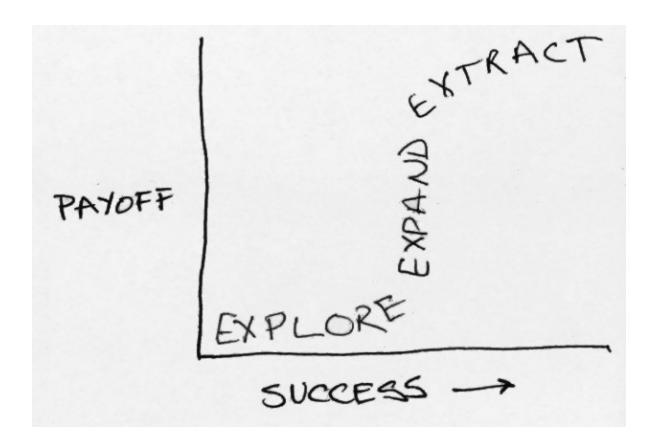 EXTRACT
EXPAND
PAYOFF
EXPLORE
SUCCESS →